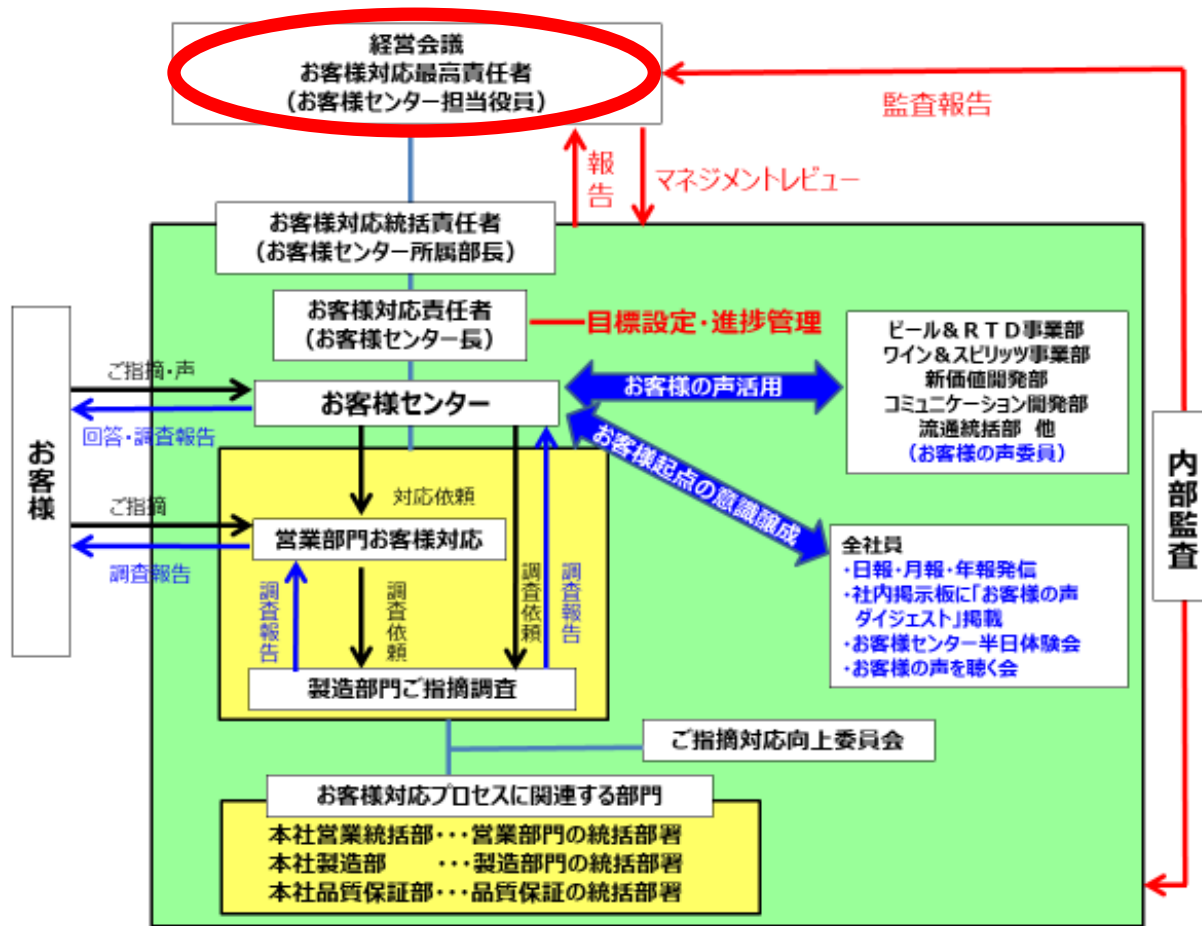 経営会議
お客様対応最高責任者
(お客様センター担当役員)
監査報告
報告
マネジメントレビュー
お客様対応統括責任者
(お客様センター所属部長)
お客様対応責任者
(お客様センター長)
目標設定・進捗管理
ビール&RTD事業部
ワイン&スピリッツ事業部
新価値開発部
コミュニケーション開発部
流通統括部 他
(お客様の声委員)
ご指摘・声
お客様センター
お客様の声活用
回答・調査報告
お客様起点の意識醸成
お客様
内部監査
対応依頼
ご指摘
営業部門お客様対応
調査報告
調査報告
調査依頼
調査依頼
調査報告
全社員
・日報・月報・年報発信
・社内掲示板に「お客様の声
ダイジェスト」掲載
・お客様センター半日体験会
・お客様の声を聴く会
製造部門ご指摘調査
ご指摘対応向上委員会
お客様対応プロセスに関連する部門
本社営業統括部・・・営業部門の統括部署
本社製造部 ・・・製造部門の統括部署
本社品質保証部・・・品質保証の統括部署